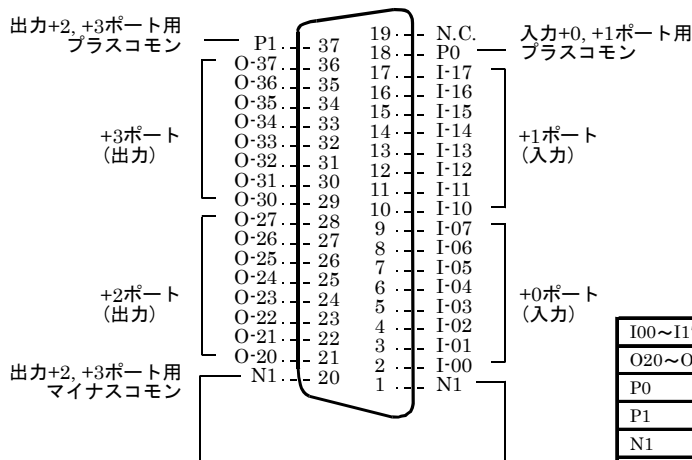 出力+2, +3ポート用
プラスコモン
P1 37
O-37 36
O-36 35
O-35 34
O-34 33
O-33 32
O-32 31
O-31 30
O-30 29
O-27 28
O-26 27
O-25 26
O-24 25
O-23 24
O-22 23
O-21 22
O-20 21
N1 20
+3ポート
(出力)
+2ポート
(出力)
出力+2, +3ポート用
マイナスコモン
19 N.C.
18 P0
17 I-17
16 I-16
15 I-15
14 I-14
13 I-13
12 I-12
11 I-11
10 I-10
9 I-07
8 I-06
7 I-05
6 I-04
5 I-03
4 I-02
3 I-01
2 I-00
1 N1
入力+0, +1ポート用
プラスコモン
+1ポート
(入力)
+0ポート
(入力)
I00〜I1
O20〜O
P0
P1
N1